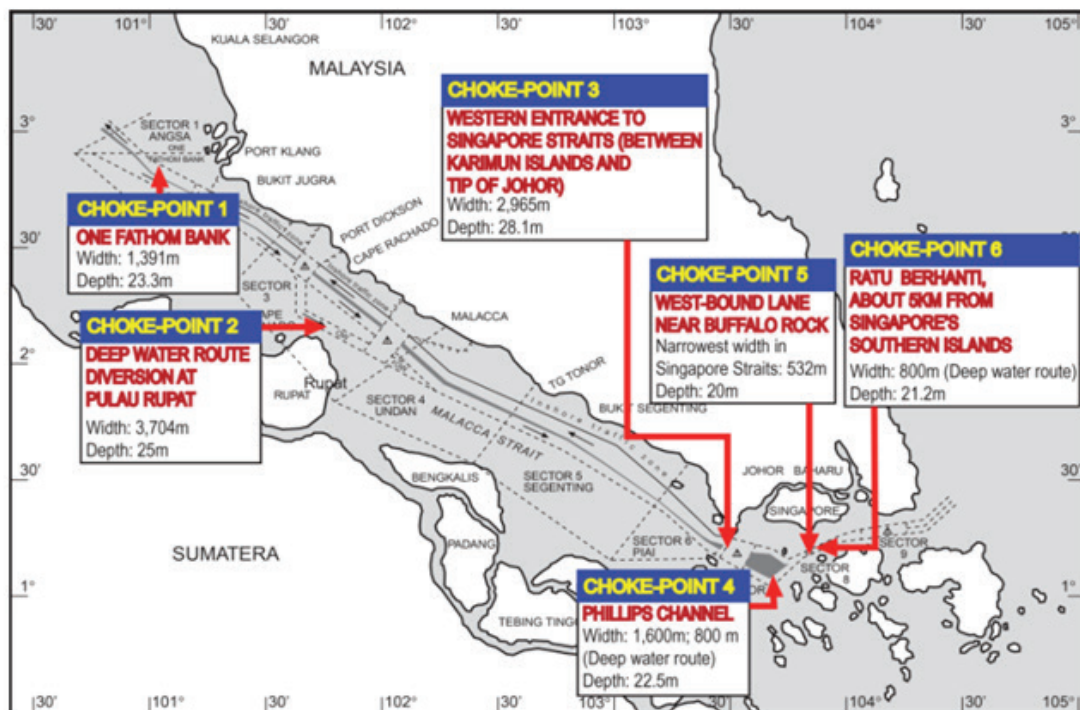 30'
101°
30'
102°
30'
103°
30'
104°
30'
105°
KUALA SELANGOR
MALAYSIA
3°
3°
SECTOR 1
ANGSA
ONE
FATHOM BANK
PORT KLANG
BUKIT JUGRA
CHOKE-POINT 1
ONE FATHOM BANK
Width: 1,391m
Depth: 23.3m
30'
PORT DICKSON
CAPE RACHADO
SECTOR
3
CHOKE-POINT 2
DEEP WATER ROUTE
DIVERSION AT
PULAU RUPAT
Width: 3,704m
Depth: 25m
2°
Rupat
RUPAT
MALACCA
TG TONOR
BUKIT SEGENTING
SECTOR 4
UNDAN
MALACCA STRAIT
CHOKE-POINT 3
WESTERN ENTRANCE TO
SINGAPORE STRAITS (BETWEEN
KARIMUN ISLANDS AND
TIP OF JOHOR)
Width: 2,965m
Depth: 28.1m
CHOKE-POINT 5
WEST-BOUND LANE
NEAR BUFFALO ROCK
Narrowest width in
Singapore Straits: 532m
Depth: 20m
CHOKE-POINT 6
RATU BERHANTI,
ABOUT 5KM FROM
SINGAPORE'S
SOUTHERN ISLANDS
Width: 800m (Deep water route)
Depth: 21.2m
2°
30'
30'
BENGKALIS
SECTOR 5
SEGENTING
JOHOR BAHARU
SINGAPORE
PADANG
SUMATERA
SECTOR 6
PIAI
SECTOR
9
SECTOR
8
1°
1°
CHOKE-POINT 4
PHILLIPS CHANNEL
Width: 1,600m; 800 m
(Deep water route)
Depth: 22.5m
TEBING TINGG
30'
101°
30'
102°
30'
103°
30'
104°
30'
105°